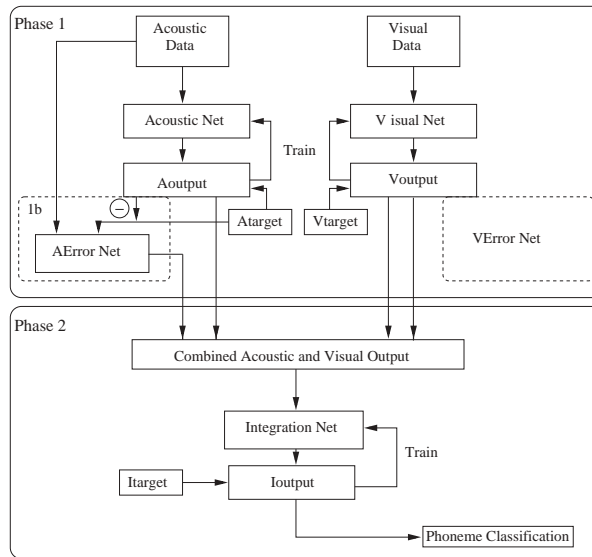 Phase 1
Acoustic
Data
Visual
Data
Acoustic Net
V isual Net
Train
Aoutput
Voutput
1b
−
Atarget
Vtarget
AError Net
VError Net
Phase 2
Combined Acoustic and Visual Output
Integration Net
Train
Itarget
Ioutput
Phoneme Classification